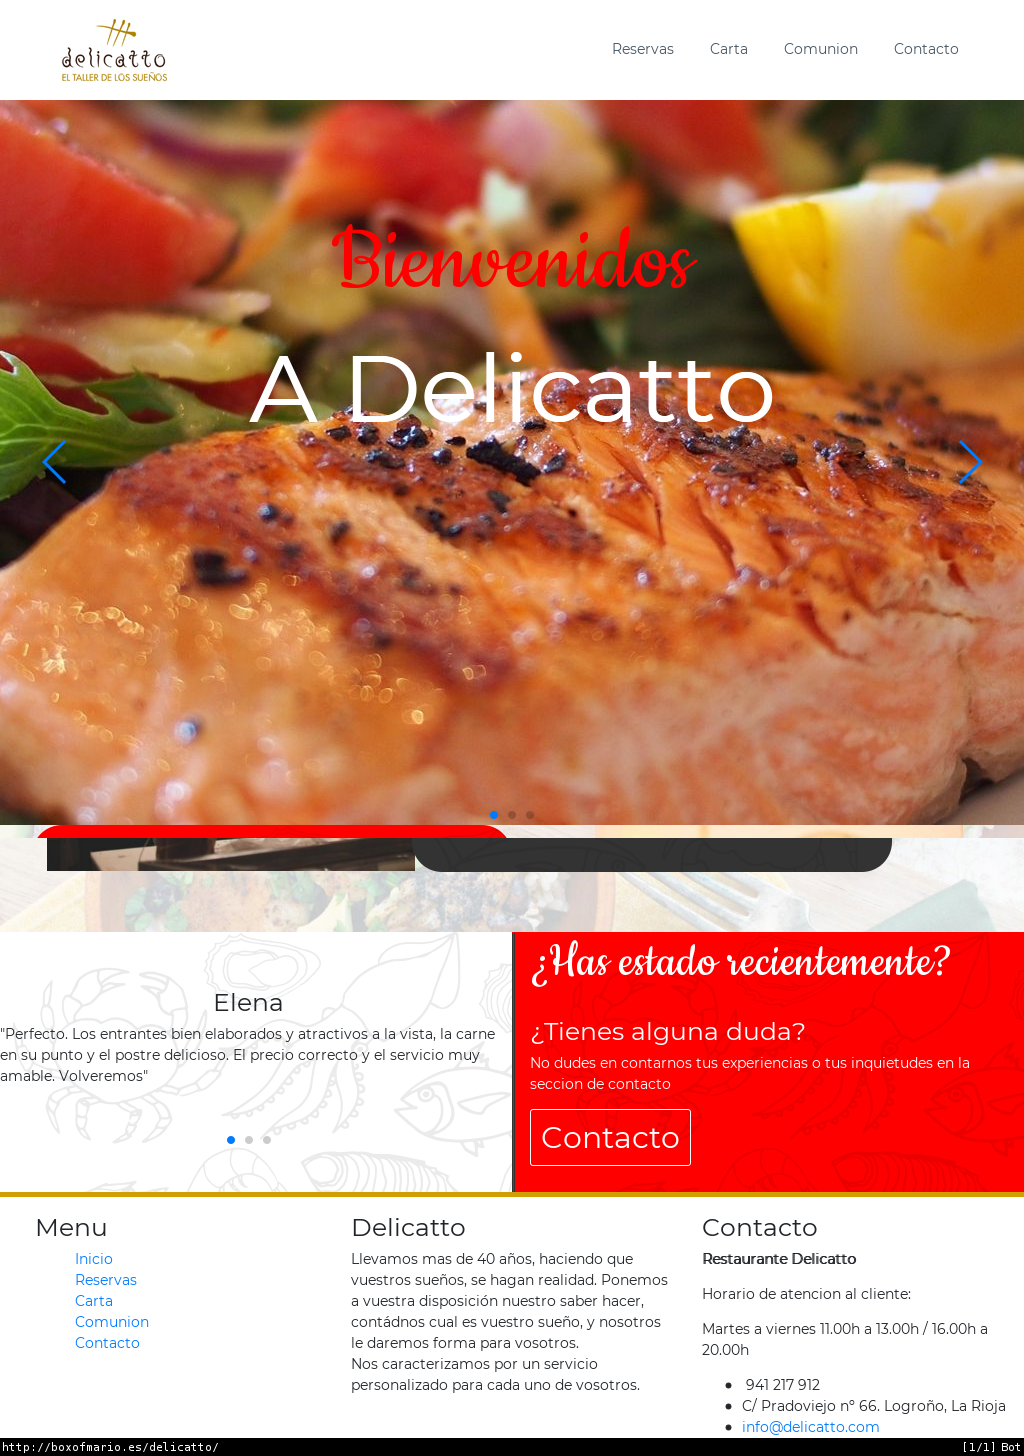 delicatto
EL TALLER DE LOS SUEÑOS
Reservas Carta Comunion Contacto
Bienvenidos
A Delicatto
Elena
"Perfecto. Los entrantes bien elaborados y atractivos a la vista, la carne
en su punto y el postre delicioso. El precio correcto y el servicio muy
amable. Volveremos"
¿Has estado recientemente?
¿Tienes alguna duda?
No dudes en contarnos tus experiencias o tus inquietudes en la
seccion de contacto
Contacto
Menu
Inicio
Reservas
Carta
Comunion
Contacto
Delicatto
Llevamos mas de 40 años, haciendo que
vuestros sueños, se hagan realidad. Ponemos
a vuestra disposición nuestro saber hacer,
contádnos cual es vuestro sueño, y nosotros
le daremos forma para vosotros.
Nos caracterizamos por un servicio
personalizado para cada uno de vosotros.
Contacto
Restaurante Delicatto
Horario de atencion al cliente:
Martes a viernes 11.00h a 13.00h / 16.00h a
20.00h
941 217 912
C/ Pradoviejo nº 66. Logroño, La Rioja
info@delicatto.com
http://boxofmario.es/delicatto/ [1/1] Bot